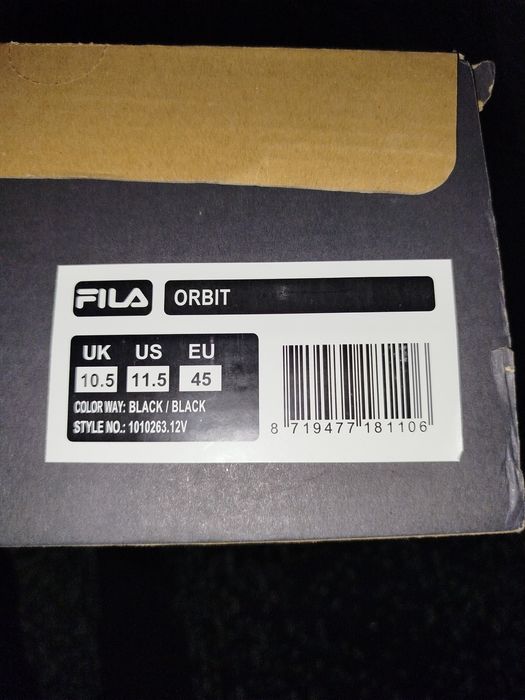 FILA ORBIT
UK US EU
10.5 11.5 45
COLOR WAY: BLACK / BLACK
STYLE NO.: 1010263.12V
8 719477 181106